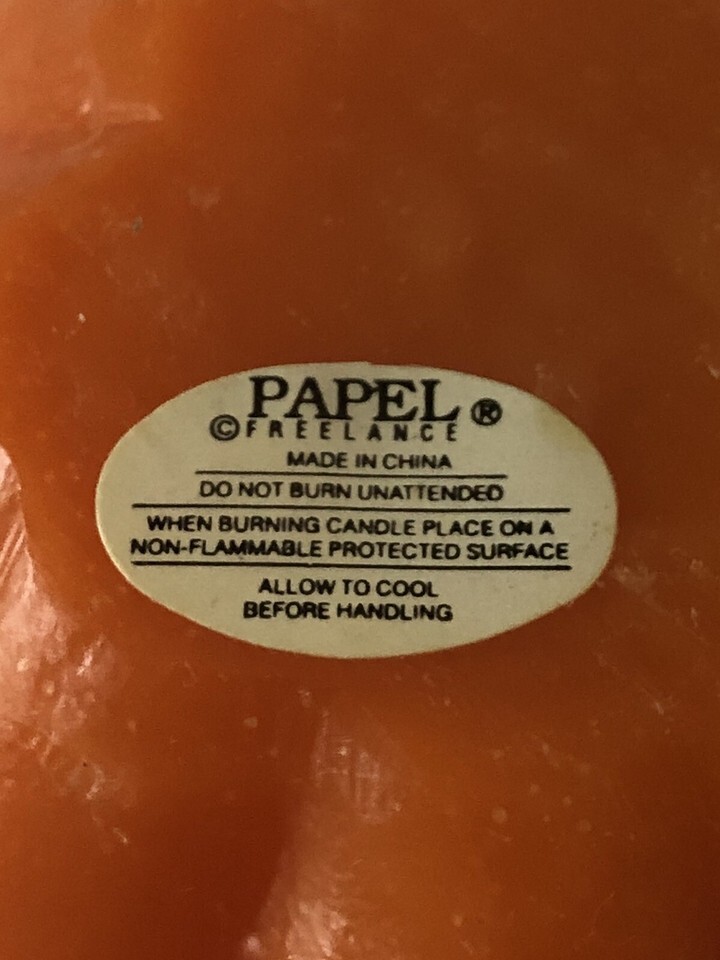 PAPEL ®
© FREELANCE
MADE IN CHINA
DO NOT BURN UNATTENDED
WHEN BURNING CANDLE PLACE ON A
NON-FLAMMABLE PROTECTED SURFACE
ALLOW TO COOL
BEFORE HANDLING